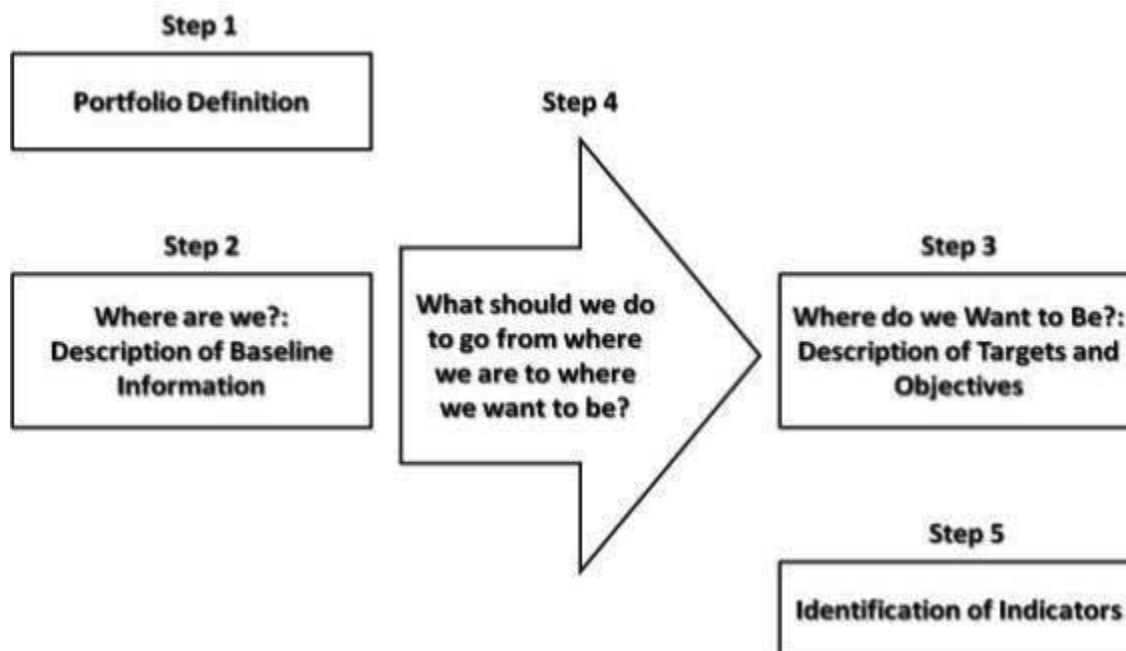 Step 1
Portfolio Definition
Step 4
Step 2
Where are we?:
Description of Baseline
Information
What should we do
to go from where
we are to where
we want to be?
Step 3
Where do we Want to Be?:
Description of Targets and
Objectives
Step 5
Identification of Indicators